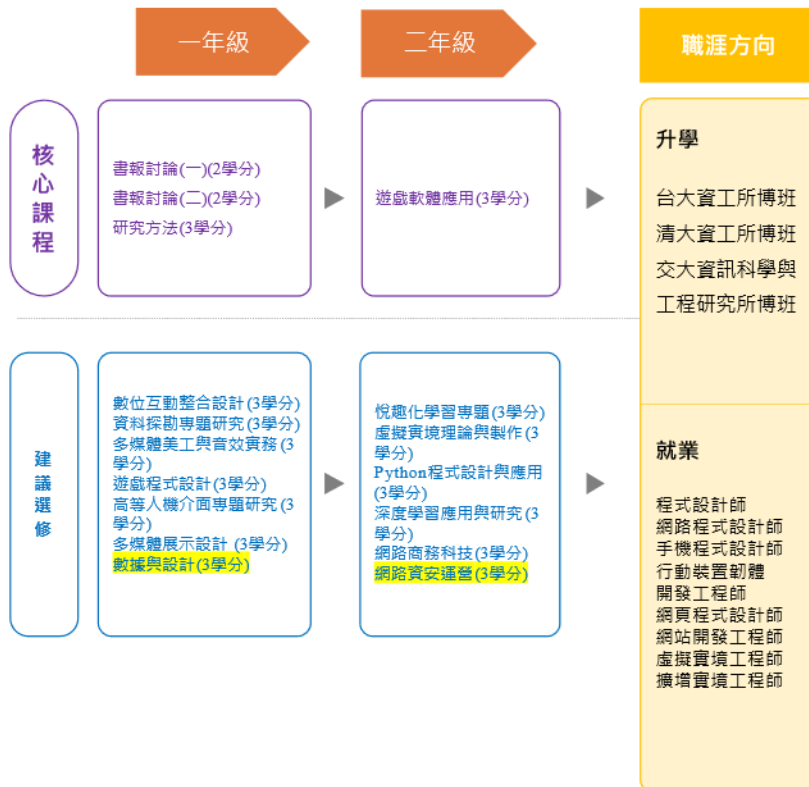 一年級
二年級
職涯方向
核
心
課
程
書報討論(一)(2學分)
書報討論(二)(2學分)
研究方法(3學分)
遊戲軟體應用(3學分)
升學
台大資工所博班
清大資工所博班
交大資訊科學與
工程研究所博班
建
議
選
修
數位互動整合設計(3學分)
資料探勘專題研究(3學分)
多媒體美工與音效實務(3
學分)
遊戲程式設計(3學分)
高等人機介面專題研究(3
學分)
多媒體展示設計 (3學分)
數據與設計(3學分)
悅趣化學習專題(3學分)
虛擬實境理論與製作(3
學分)
Python程式設計與應用
(3學分)
深度學習應用與研究(3
學分)
網路商務科技(3學分)
網路資安運營(3學分)
就業
程式設計師
網路程式設計師
手機程式設計師
行動裝置韌體
開發工程師
網頁程式設計師
網站開發工程師
虛擬實境工程師
擴增實境工程師